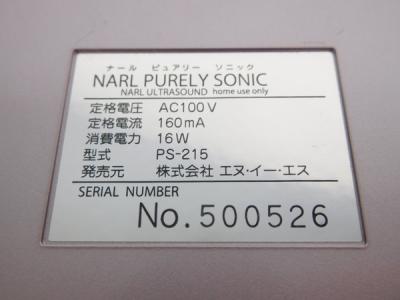 ナール ピュアリー ソニック
NARL PURELY SONIC
NARL ULTRASOUND home use only
定格電圧 AC100V
定格電流 160mA
消費電力 16W
型式 PS-215
発売元 株式会社 エヌ・イー・エス
SERIAL NUMBER
No.500526